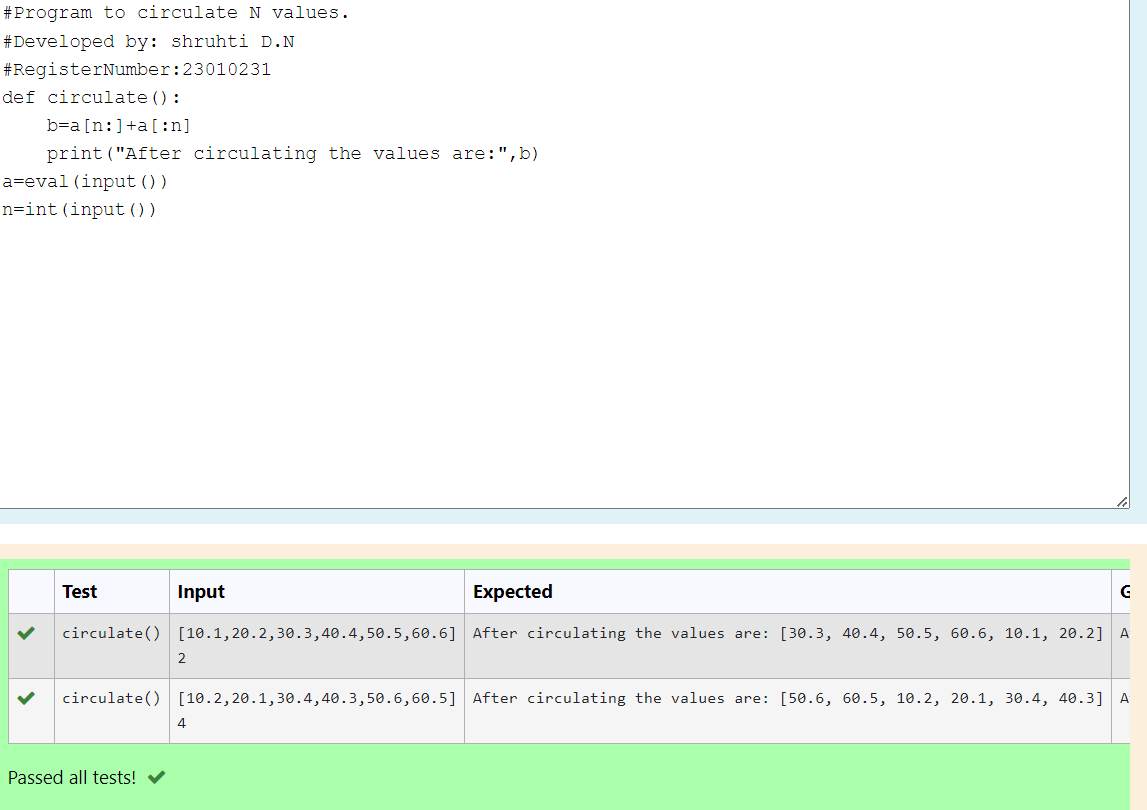 #Program to circulate N values.
#Developed by: shruhti D.N
#RegisterNumber:23010231
def circulate():
    b=a[n:]+a[:n]
    print("After circulating the values are:",b)
a=eval(input())
n=int(input())
Test Input Expected G
circulate() [10.1,20.2,30.3,40.4,50.5,60.6] After circulating the values are: [30.3, 40.4, 50.5, 60.6, 10.1, 20.2] A
2
circulate() [10.2,20.1,30.4,40.3,50.6,60.5] After circulating the values are: [50.6, 60.5, 10.2, 20.1, 30.4, 40.3] A
4
Passed all tests!